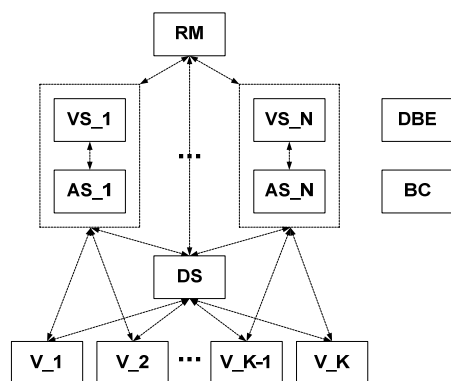 RM
VS_1
VS_N
DBE
...
AS_1
AS_N
BC
DS
V_1
V_2
...
V_K-1
V_K